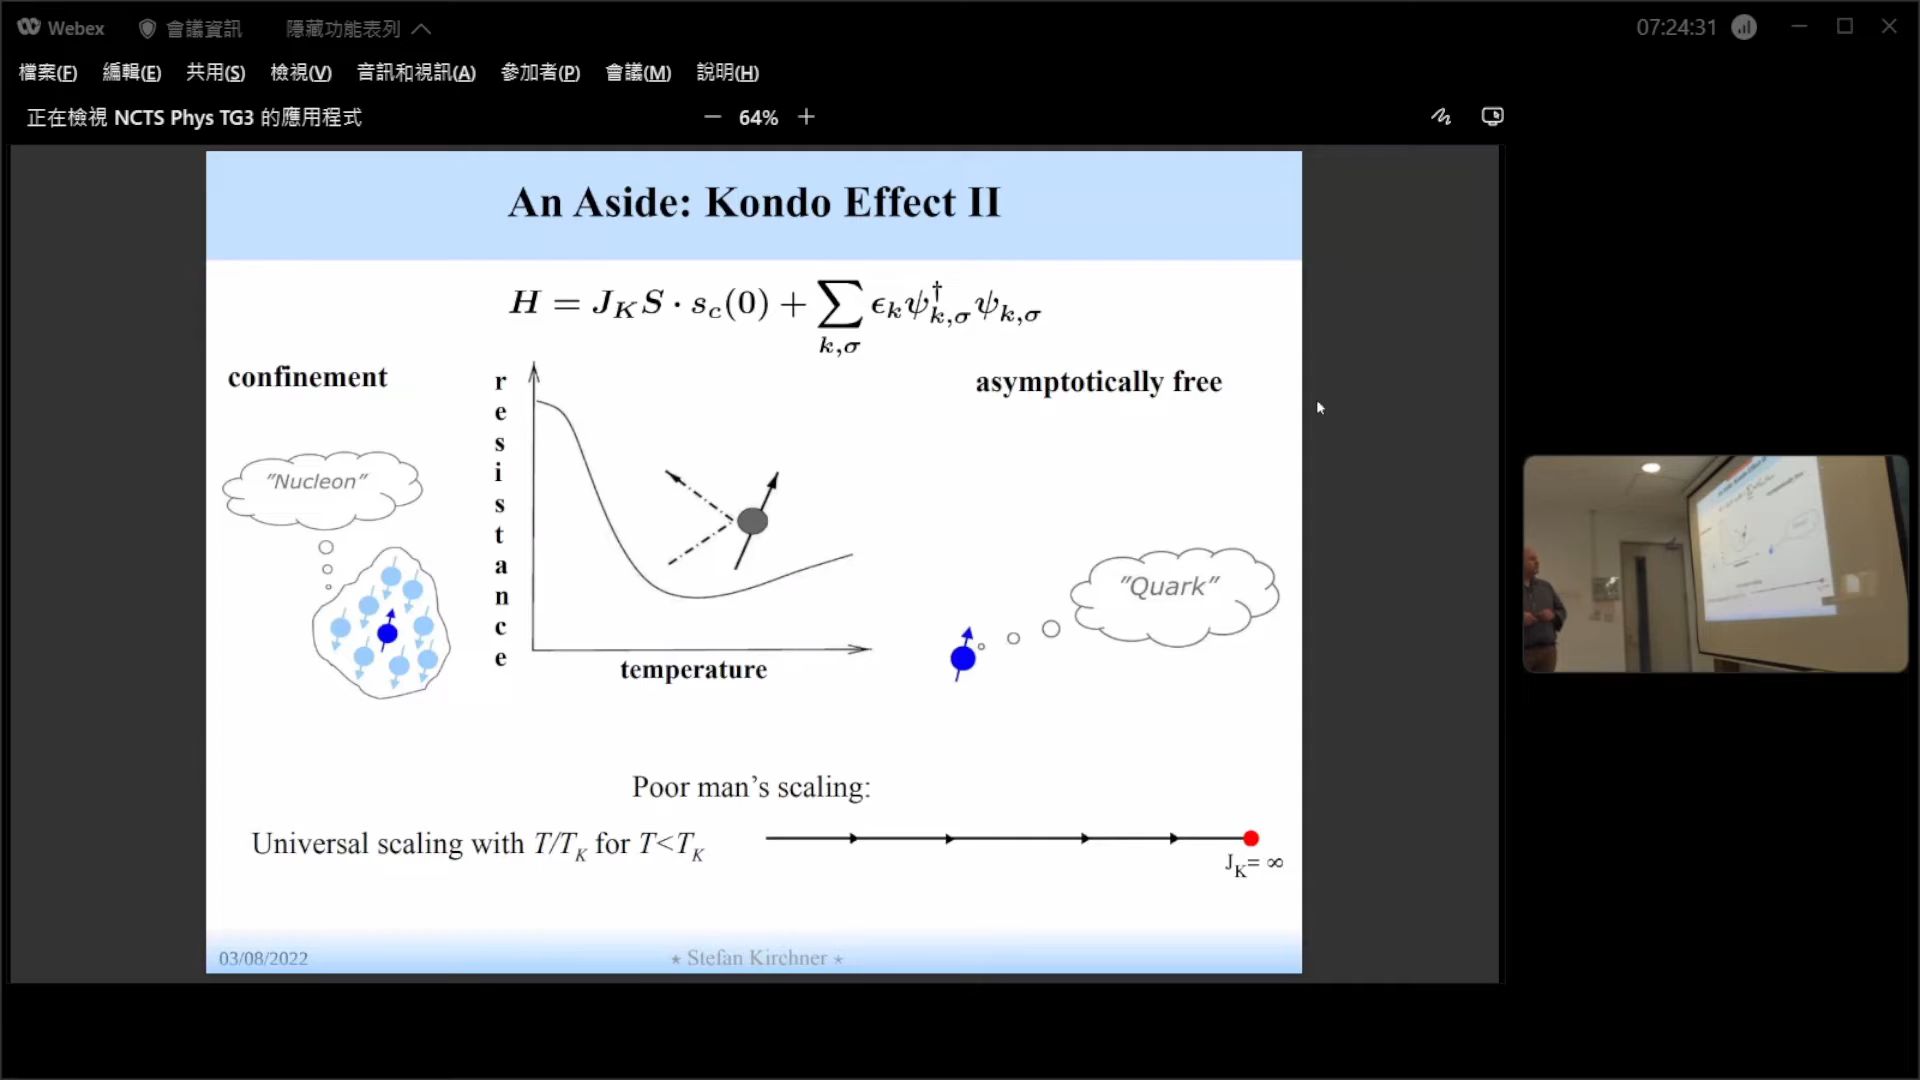 Webex 會議資訊 隱藏功能表列 07:24:31
檔案(F) 編輯(E) 共用(S) 檢視(V) 音訊和視訊(A) 參加者(P) 會議(M) 說明(H)
正在檢視 NCTS Phys TG3 的應用程式 — 64% +
An Aside: Kondo Effect II
H = J_K S · s_c(0) + ∑_{k,σ} ϵ_k ψ†_{k,σ} ψ_{k,σ}
confinement
resistance
asymptotically free
"Nucleon"
"Quark"
temperature
Poor man's scaling:
Universal scaling with T/T_K for T<T_K
J_K= ∞
03/08/2022
⋆ Stefan Kirchner ⋆